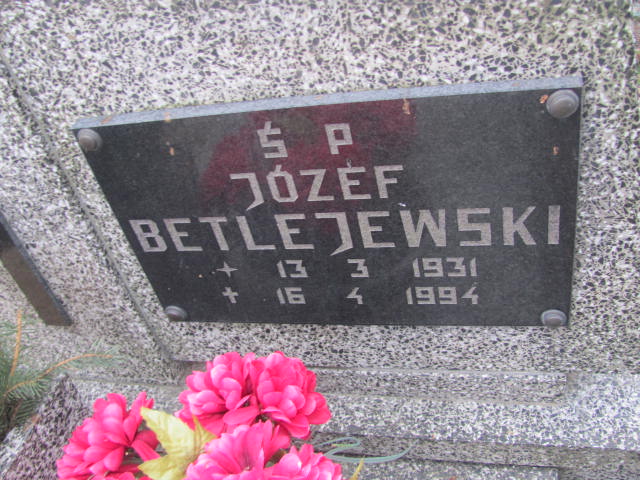 Ś P
JÓZEF
BETLEJEWSKI
+ 13 3 1931
+ 16 4 1994